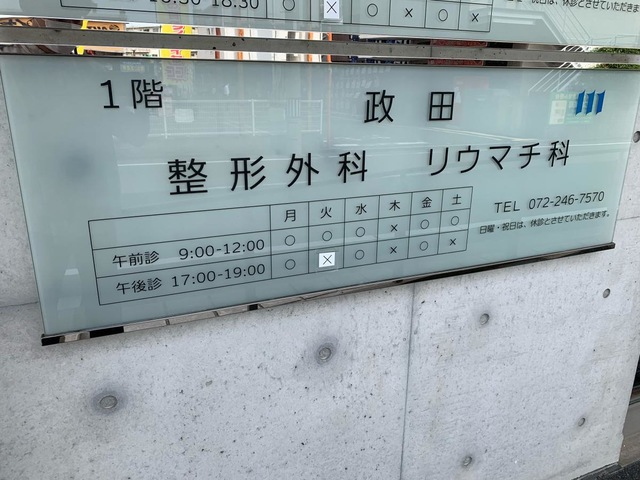 18:30 ○ × ○ × ○ ×
1階 政田
整形外科 リウマチ科
月 火 水 木 金 土
午前診 9:00-12:00 ○ ○ ○ × ○ ○
午後診 17:00-19:00 ○ × ○ × ○ ×
TEL 072-246-7570
日曜・祝日は、休診とさせていただきます。